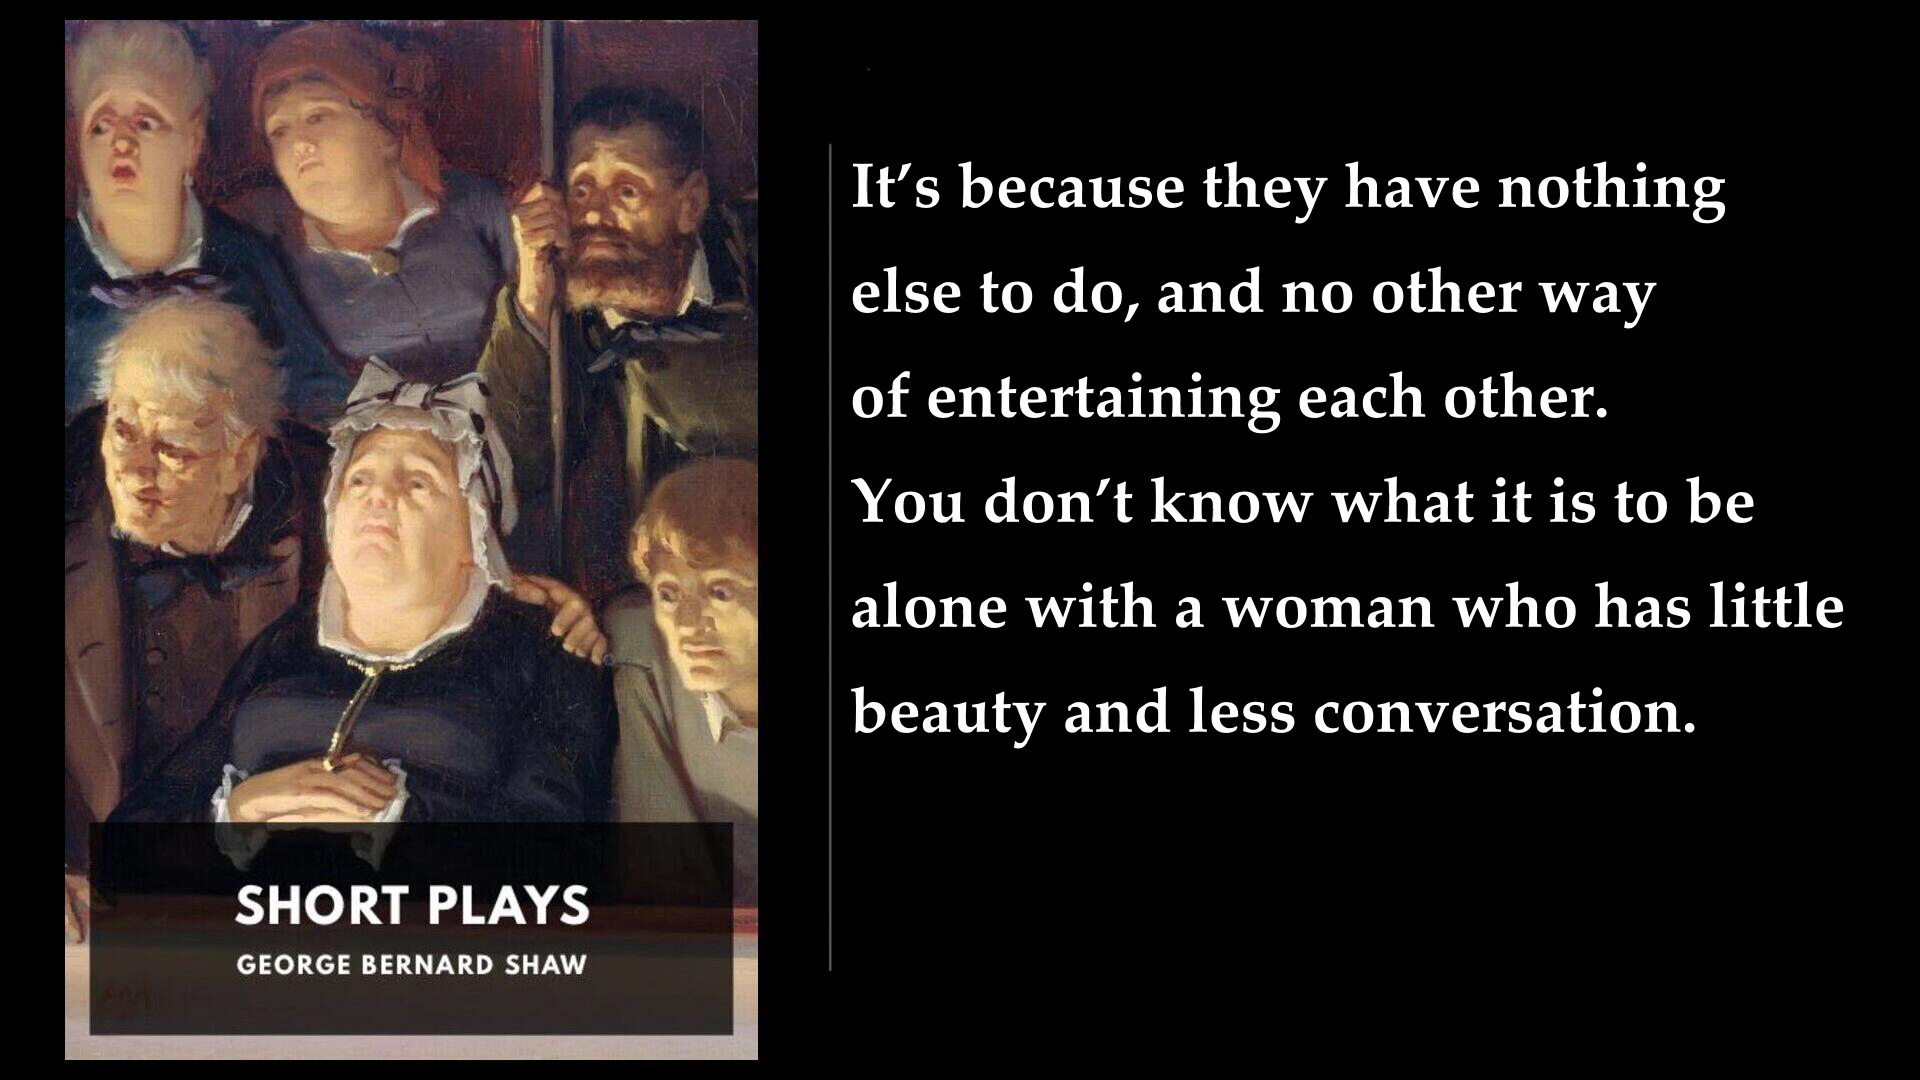 It’s because they have nothing
else to do, and no other way
of entertaining each other.
You don’t know what it is to be
alone with a woman who has little
beauty and less conversation.
SHORT PLAYS
GEORGE BERNARD SHAW